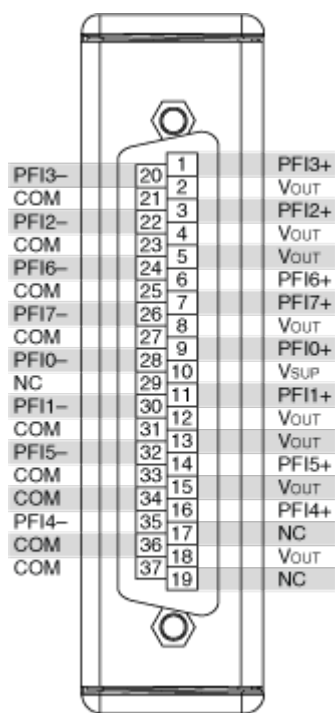 1 PFI3+
PFI3– 20
2 VOUT
COM 21
3 PFI2+
PFI2– 22
4 VOUT
COM 23
5 VOUT
PFI6– 24
6 PFI6+
COM 25
7 PFI7+
PFI7– 26
8 VOUT
COM 27
9 PFI0+
PFI0– 28
10 VSUP
NC 29
11 PFI1+
PFI1– 30
12 VOUT
COM 31
13 VOUT
PFI5– 32
14 PFI5+
COM 33
15 VOUT
COM 34
16 PFI4+
PFI4– 35
17 NC
COM 36
18 VOUT
COM 37
19 NC